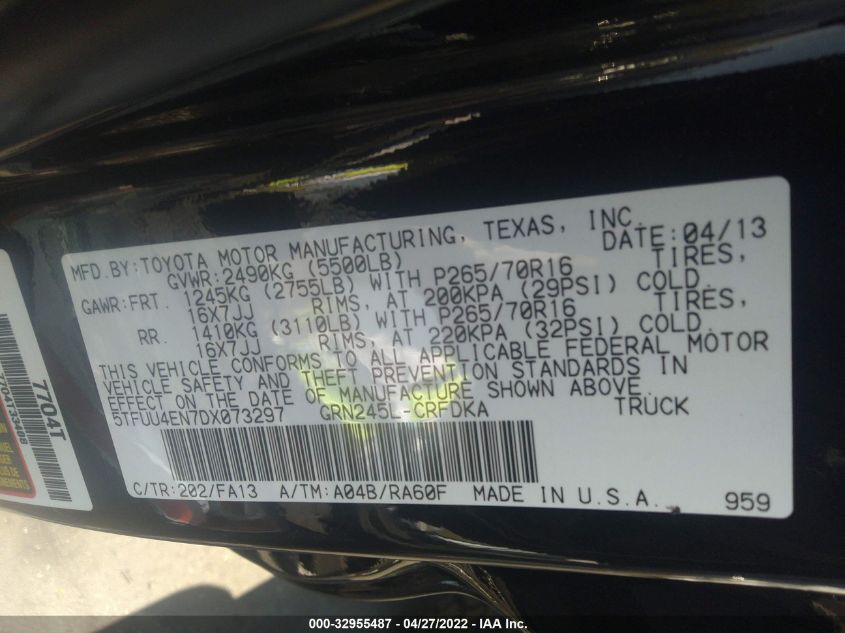 MFD.BY:TOYOTA MOTOR MANUFACTURING, TEXAS, INC. DATE:04/13
GVWR:2490KG (5500LB)
GAWR:FRT. 1245KG (2755LB) WITH P265/70R16 TIRES,
16X7JJ RIMS, AT 200KPA (29PSI) COLD.
RR. 1410KG (3110LB) WITH P265/70R16 TIRES,
16X7JJ RIMS, AT 220KPA (32PSI) COLD.
THIS VEHICLE CONFORMS TO ALL APPLICABLE FEDERAL MOTOR
VEHICLE SAFETY AND THEFT PREVENTION STANDARDS IN
EFFECT ON THE DATE OF MANUFACTURE SHOWN ABOVE.
5TFUU4EN7DX073297 GRN245L-CRFDKA TRUCK
C/TR:202/FA13 A/TM:A04B/RA60F MADE IN U.S.A. 959
7704T
000-32955487 - 04/27/2022 - IAA Inc.